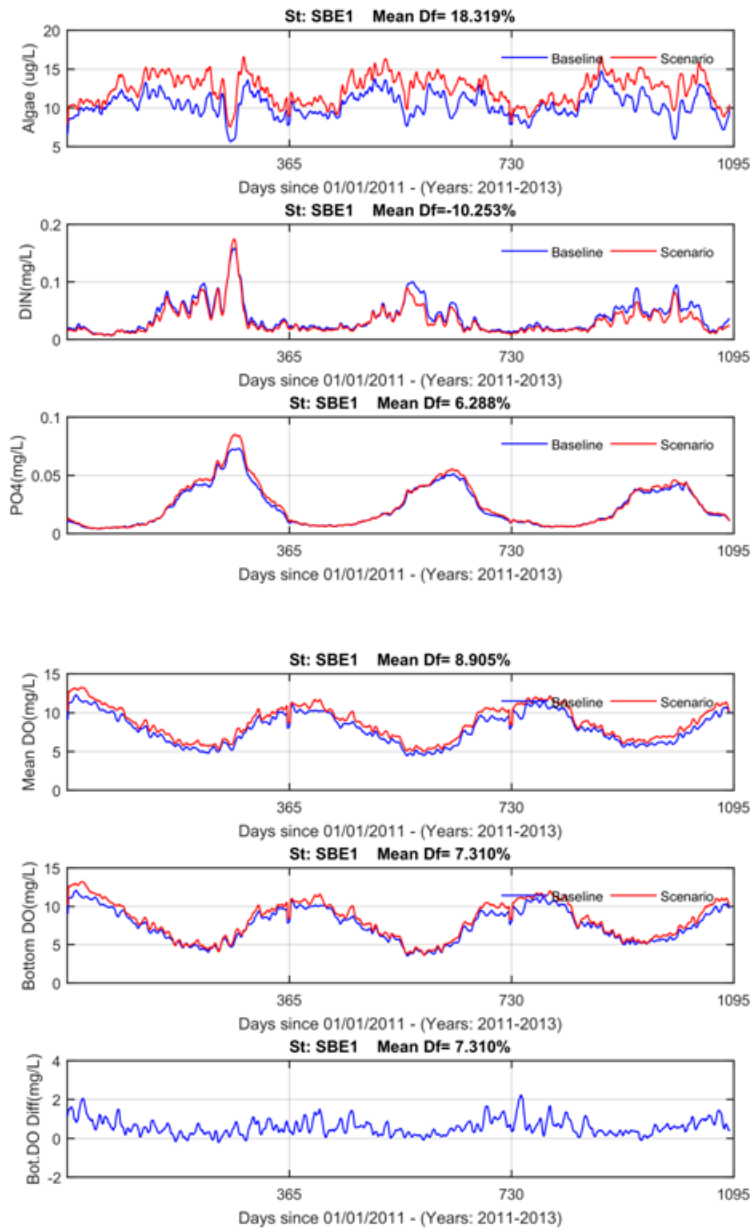 St: SBE1 Mean Df= 18.319%
20
15
10
5
Algae (ug/L)
Baseline Scenario
365 730 1095
Days since 01/01/2011 - (Years: 2011-2013)
St: SBE1 Mean Df=-10.253%
0.2
0.1
0
DIN(mg/L)
Baseline Scenario
365 730 1095
Days since 01/01/2011 - (Years: 2011-2013)
St: SBE1 Mean Df= 6.288%
0.1
0.05
0
PO4(mg/L)
Baseline Scenario
365 730 1095
Days since 01/01/2011 - (Years: 2011-2013)
St: SBE1 Mean Df= 8.905%
15
10
5
0
Mean DO(mg/L)
Baseline Scenario
365 730 1095
Days since 01/01/2011 - (Years: 2011-2013)
St: SBE1 Mean Df= 7.310%
15
10
5
0
Bottom DO(mg/L)
Baseline Scenario
365 730 1095
Days since 01/01/2011 - (Years: 2011-2013)
St: SBE1 Mean Df= 7.310%
4
2
0
-2
Bot.DO Diff(mg/L)
365 730 1095
Days since 01/01/2011 - (Years: 2011-2013)